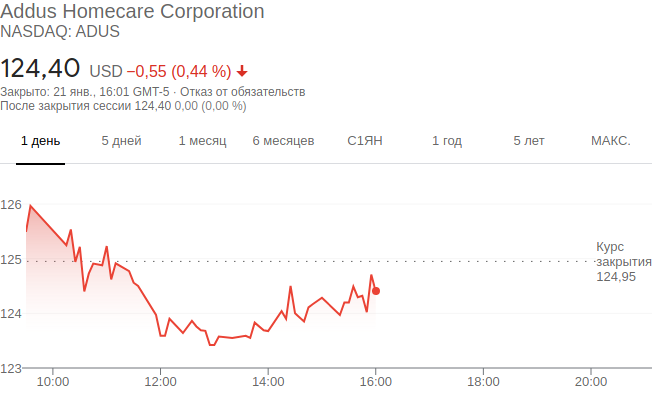 Addus Homecare Corporation
NASDAQ: ADUS
124,40 USD −0,55 (0,44 %)
Закрыто: 21 янв., 16:01 GMT-5 · Отказ от обязательств
После закрытия сессии 124,40 0,00 (0,00 %)
1 день 5 дней 1 месяц 6 месяцев С1ЯН 1 год 5 лет МАКС.
126
Курс
125 закрытия
124,95
124
123
10:00 12:00 14:00 16:00 18:00 20:00